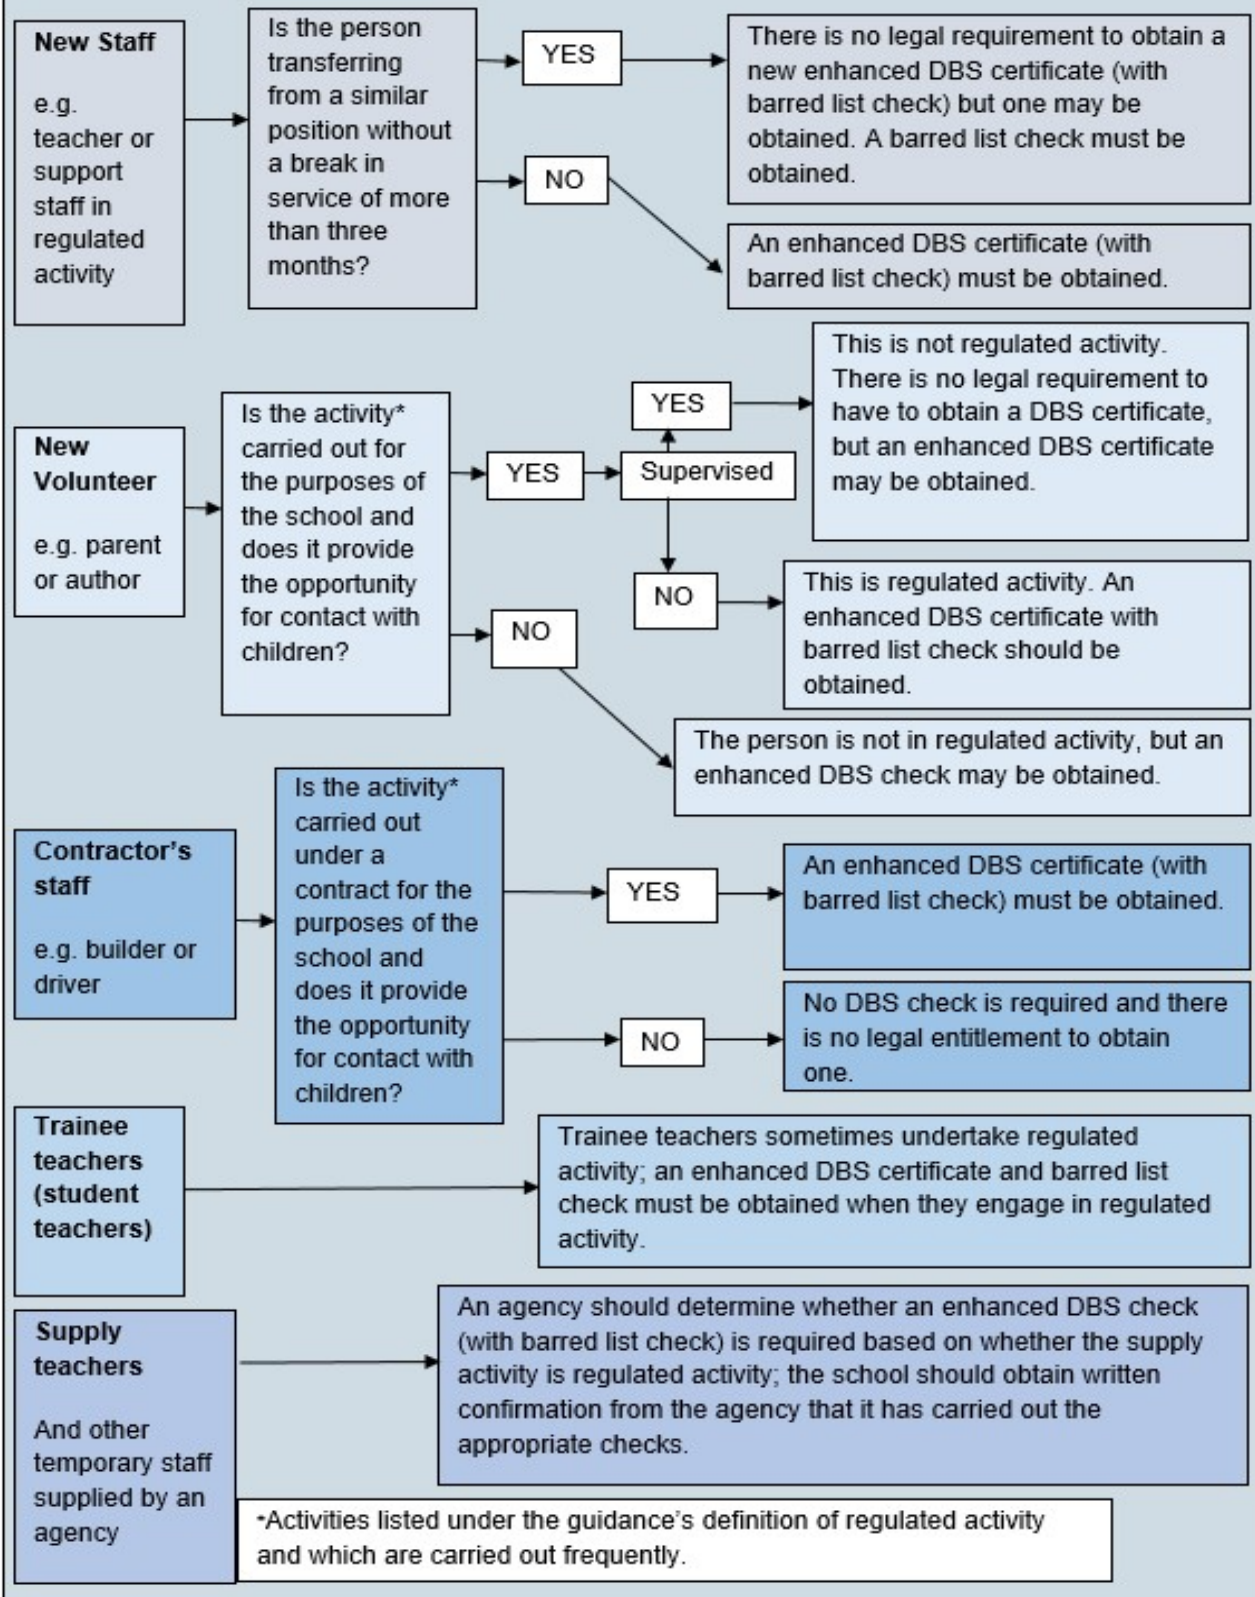 New Staff
e.g.
teacher or
support
staff in
regulated
activity
Is the person
transferring
from a similar
position without
a break in
service of more
than three
months?
YES
There is no legal requirement to obtain a
new enhanced DBS certificate (with
barred list check) but one may be
obtained. A barred list check must be
obtained.
NO
An enhanced DBS certificate (with
barred list check) must be obtained.
New
Volunteer
e.g. parent
or author
Is the activity*
carried out for
the purposes of
the school and
does it provide
the opportunity
for contact with
children?
YES
Supervised
YES
This is not regulated activity.
There is no legal requirement to
have to obtain a DBS certificate,
but an enhanced DBS certificate
may be obtained.
NO
This is regulated activity. An
enhanced DBS certificate with
barred list check should be
obtained.
NO
The person is not in regulated activity, but an
enhanced DBS check may be obtained.
Contractor's
staff
e.g. builder or
driver
Is the activity*
carried out
under a
contract for the
purposes of the
school and
does it provide
the opportunity
for contact with
children?
YES
An enhanced DBS certificate (with
barred list check) must be obtained.
NO
No DBS check is required and there
is no legal entitlement to obtain
one.
Trainee
teachers
(student
teachers)
Trainee teachers sometimes undertake regulated
activity; an enhanced DBS certificate and barred list
check must be obtained when they engage in regulated
activity.
Supply
teachers
And other
temporary staff
supplied by an
agency
An agency should determine whether an enhanced DBS check
(with barred list check) is required based on whether the supply
activity is regulated activity; the school should obtain written
confirmation from the agency that it has carried out the
appropriate checks.
*Activities listed under the guidance's definition of regulated activity
and which are carried out frequently.